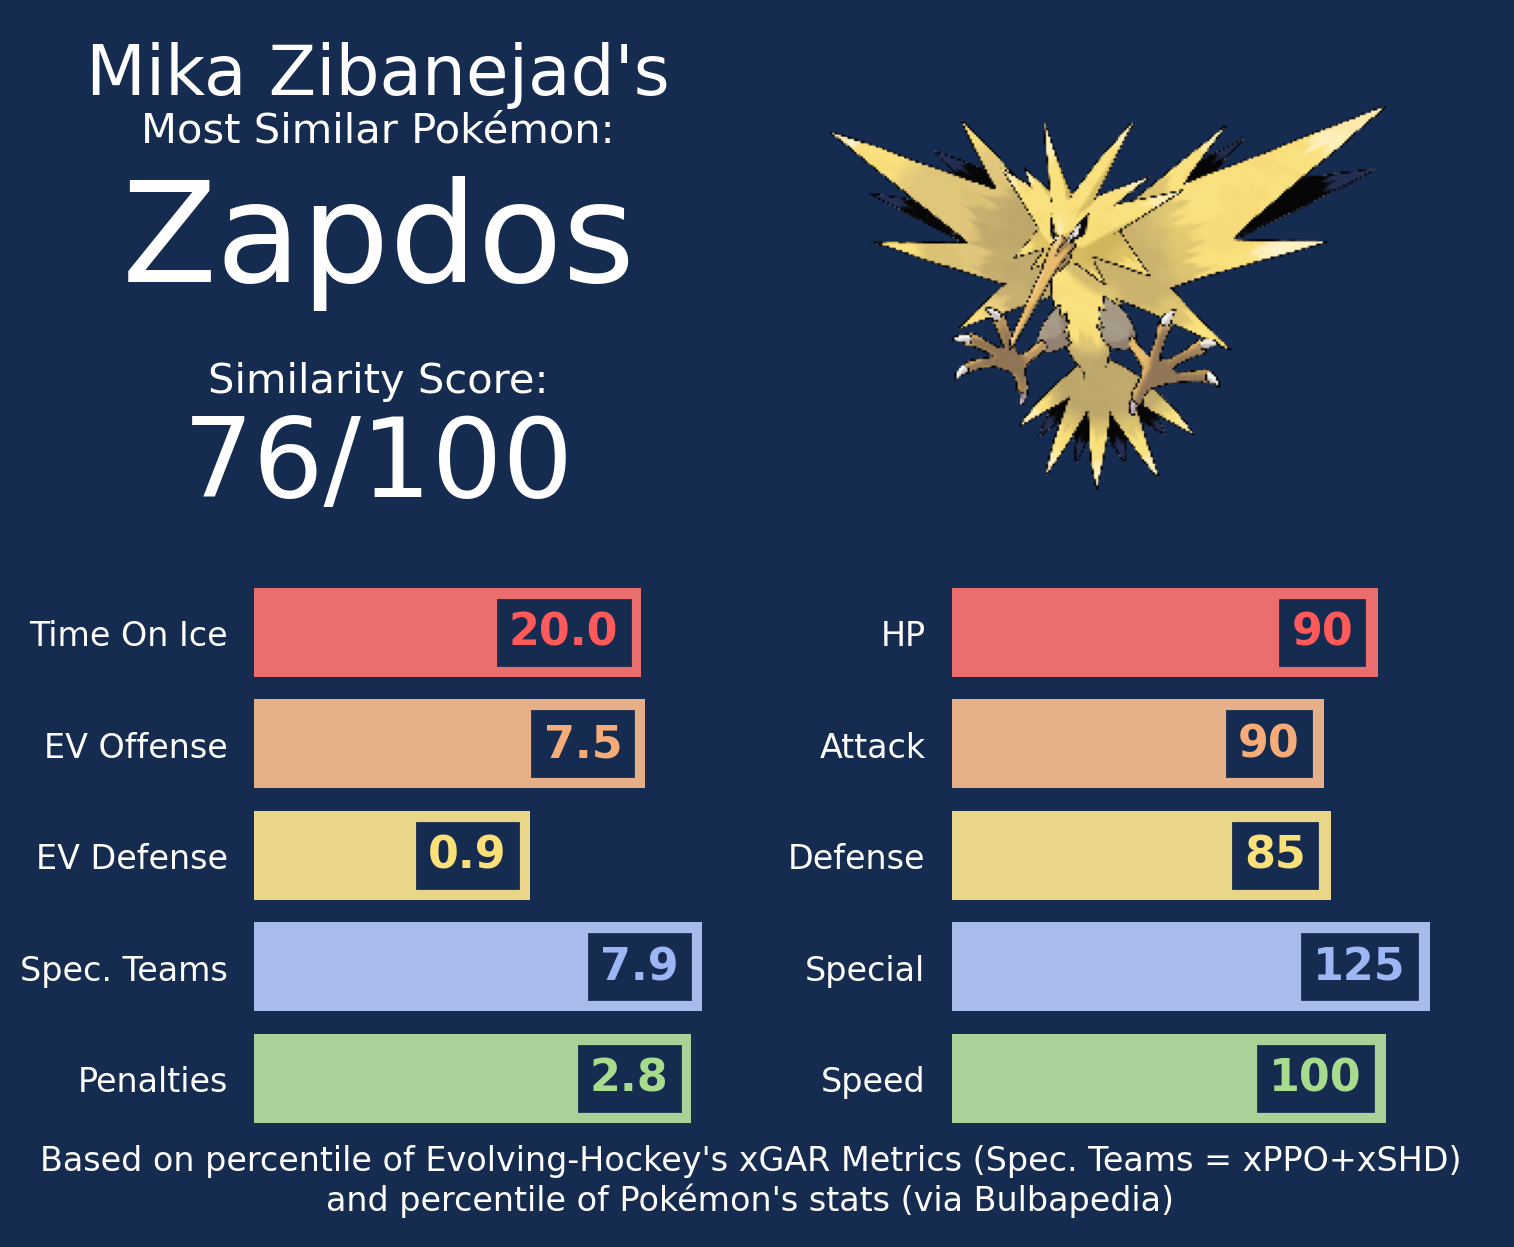 Mika Zibanejad's
Most Similar Pokémon:
Zapdos
Similarity Score:
76/100
Time On Ice 20.0
EV Offense 7.5
EV Defense 0.9
Spec. Teams 7.9
Penalties 2.8
HP 90
Attack 90
Defense 85
Special 125
Speed 100
Based on percentile of Evolving-Hockey's xGAR Metrics (Spec. Teams = xPPO+xSHD)
and percentile of Pokémon's stats (via Bulbapedia)